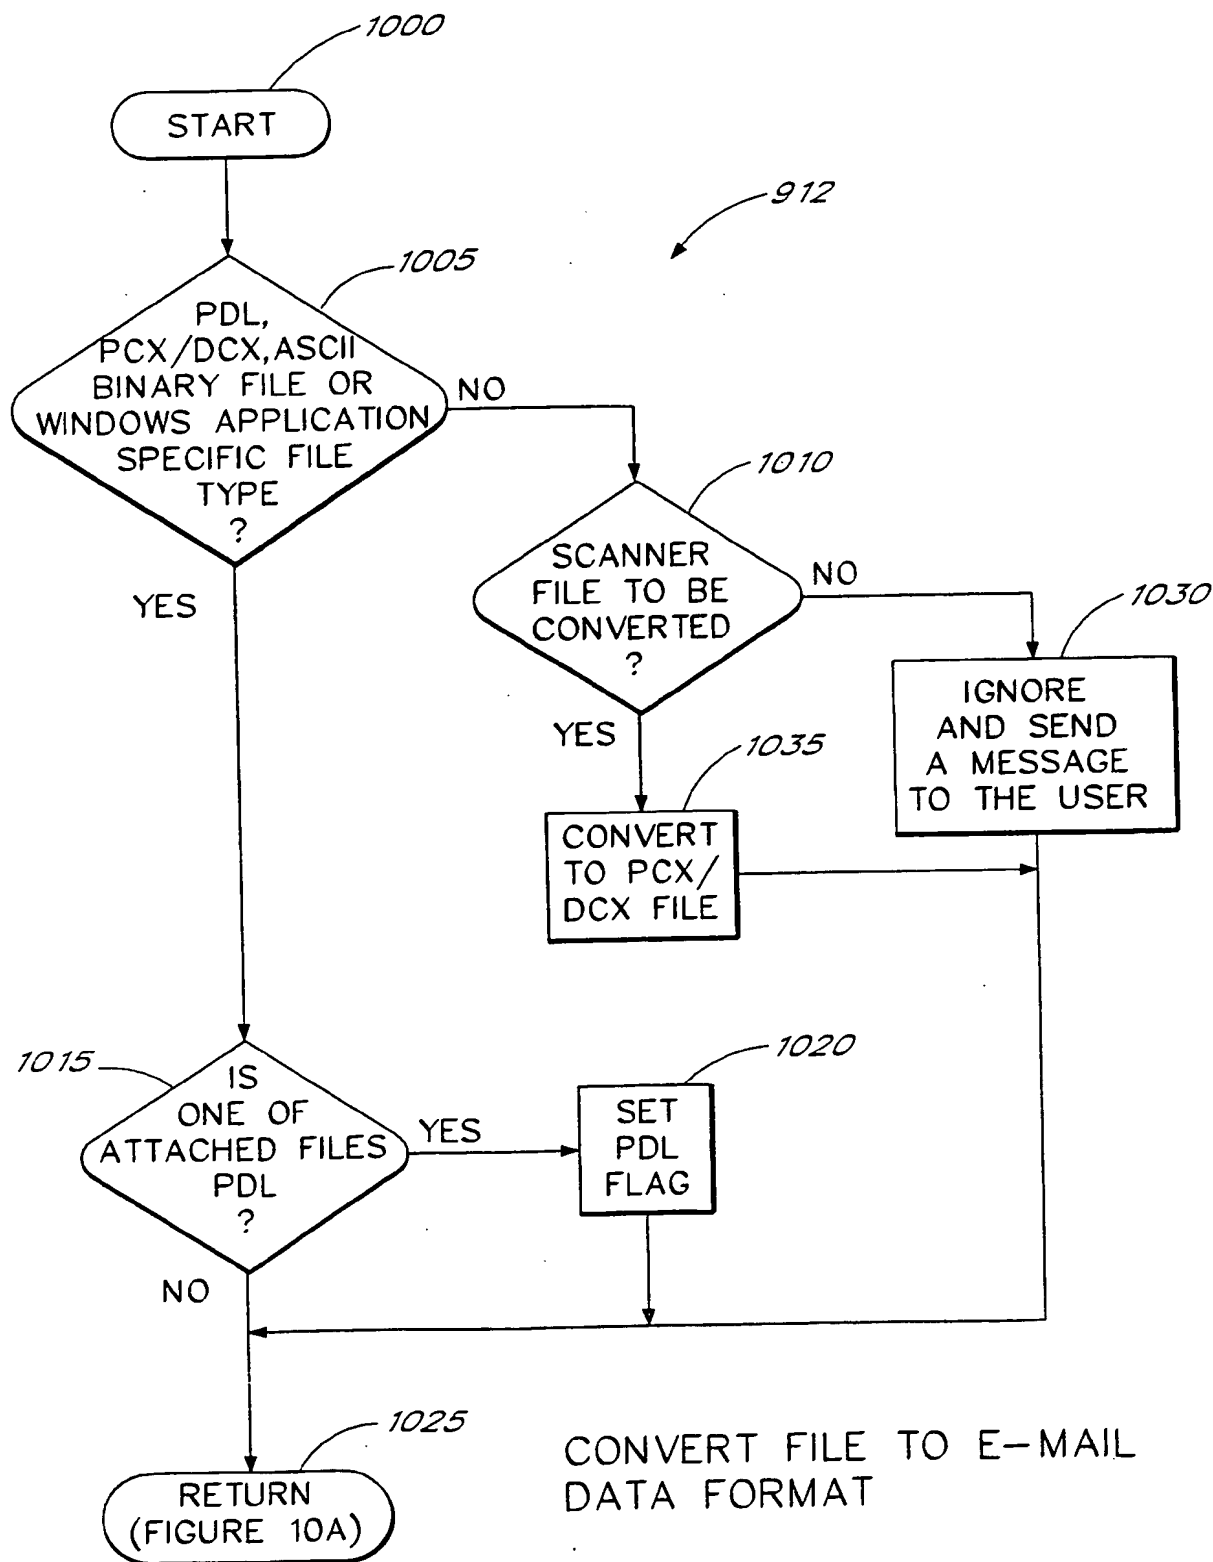 1000
START
912
1005
PDL,
PCX/DCX,ASCII
BINARY FILE OR
WINDOWS APPLICATION
SPECIFIC FILE
TYPE
?
NO
YES
1010
SCANNER
FILE TO BE
CONVERTED
?
NO
YES
1030
IGNORE
AND SEND
A MESSAGE
TO THE USER
1035
CONVERT
TO PCX/
DCX FILE
1015
IS
ONE OF
ATTACHED FILES
PDL
?
YES
NO
1020
SET
PDL
FLAG
1025
RETURN
(FIGURE 10A)
CONVERT FILE TO E-MAIL
DATA FORMAT